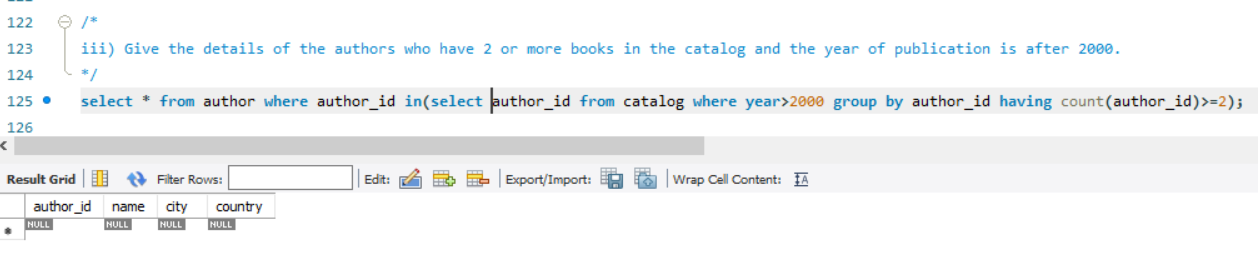 122 /*
123 iii) Give the details of the authors who have 2 or more books in the catalog and the year of publication is after 2000.
124 */
125 select * from author where author_id in(select author_id from catalog where year>2000 group by author_id having count(author_id)>=2);
126
Result Grid Filter Rows: Edit: Export/Import: Wrap Cell Content:
author_id name city country
NULL NULL NULL NULL